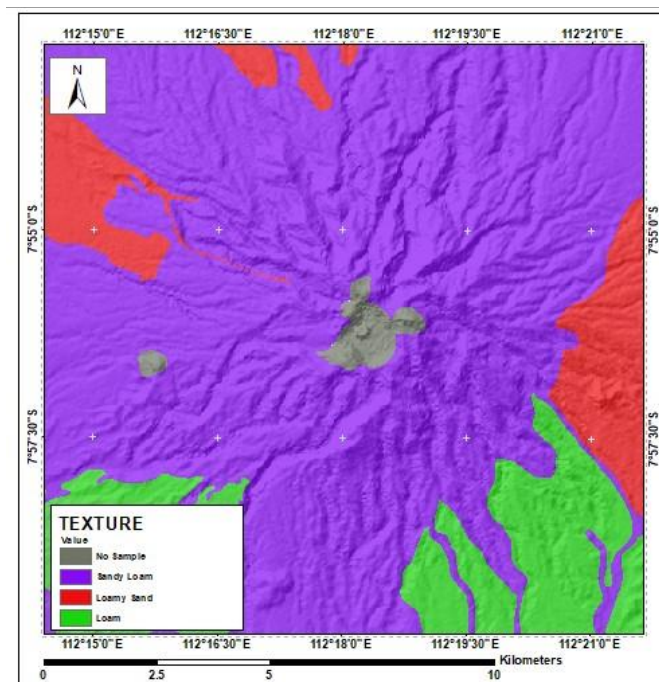 112°15'0"E 112°16'30"E 112°18'0"E 112°19'30"E 112°21'0"E
N
7°55'0"S 7°55'0"S
7°57'30"S 7°57'30"S
TEXTURE
Value
No Sample
Sandy Loam
Loamy Sand
Loam
112°15'0"E 112°16'30"E 112°18'0"E 112°19'30"E 112°21'0"E
Kilometers
0 2.5 5 10